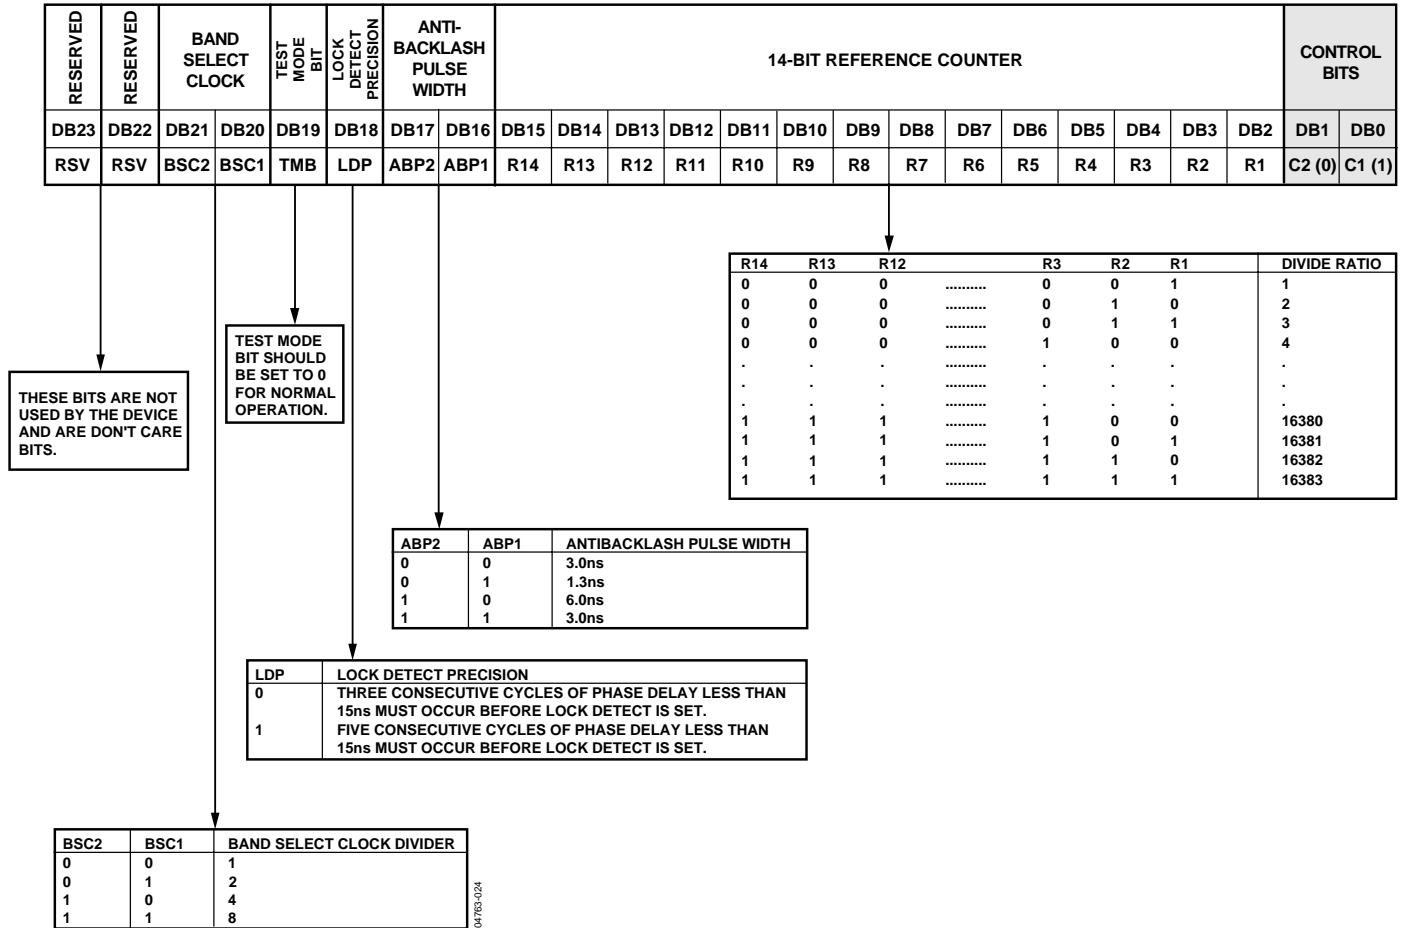 RESERVED
RESERVED
BAND
SELECT
CLOCK
TEST
MODE
BIT
LOCK
DETECT
PRECISION
ANTI-
BACKLASH
PULSE
WIDTH
14-BIT REFERENCE COUNTER
CONTROL
BITS
DB23 DB22 DB21 DB20 DB19 DB18 DB17 DB16 DB15 DB14 DB13 DB12 DB11 DB10 DB9 DB8 DB7 DB6 DB5 DB4 DB3 DB2 DB1 DB0
RSV RSV BSC2 BSC1 TMB LDP ABP2 ABP1 R14 R13 R12 R11 R10 R9 R8 R7 R6 R5 R4 R3 R2 R1 C2 (0) C1 (1)
R14 R13 R12 R3 R2 R1 DIVIDE RATIO
0 0 0 .......... 0 0 1 1
0 0 0 .......... 0 1 0 2
0 0 0 .......... 0 1 1 3
0 0 0 .......... 1 0 0 4
. . . .......... . . . .
. . . .......... . . . .
. . . .......... . . . .
1 1 1 .......... 1 0 0 16380
1 1 1 .......... 1 0 1 16381
1 1 1 .......... 1 1 0 16382
1 1 1 .......... 1 1 1 16383
TEST MODE
BIT SHOULD
BE SET TO 0
FOR NORMAL
OPERATION.
THESE BITS ARE NOT
USED BY THE DEVICE
AND ARE DON'T CARE
BITS.
ABP2 ABP1 ANTIBACKLASH PULSE WIDTH
0 0 3.0ns
0 1 1.3ns
1 0 6.0ns
1 1 3.0ns
LDP LOCK DETECT PRECISION
0 THREE CONSECUTIVE CYCLES OF PHASE DELAY LESS THAN
15ns MUST OCCUR BEFORE LOCK DETECT IS SET.
1 FIVE CONSECUTIVE CYCLES OF PHASE DELAY LESS THAN
15ns MUST OCCUR BEFORE LOCK DETECT IS SET.
BSC2 BSC1 BAND SELECT CLOCK DIVIDER
0 0 1
0 1 2
1 0 4
1 1 8
04763-024